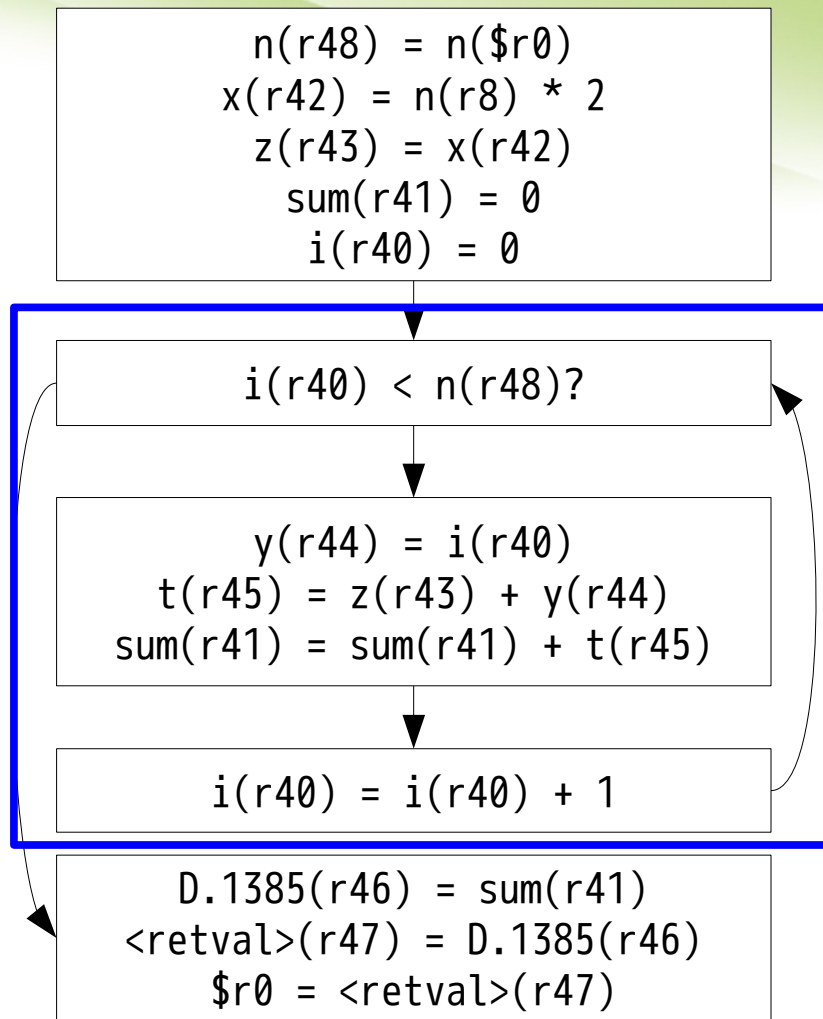 n(r48) = n($r0)
x(r42) = n(r8) * 2
z(r43) = x(r42)
sum(r41) = 0
i(r40) = 0
i(r40) < n(r48)?
y(r44) = i(r40)
t(r45) = z(r43) + y(r44)
sum(r41) = sum(r41) + t(r45)
i(r40) = i(r40) + 1
D.1385(r46) = sum(r41)
<retval>(r47) = D.1385(r46)
$r0 = <retval>(r47)